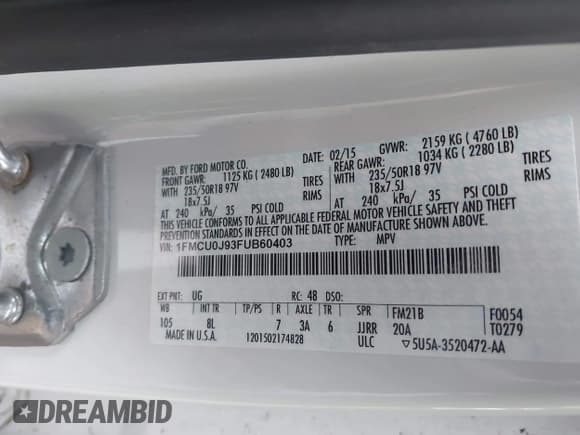 MFD. BY FORD MOTOR CO. 02/15 GVWR: 2159 KG ( 4760 LB)
FRONT GAWR: 1125 KG ( 2480 LB) REAR GAWR: 1034 KG ( 2280 LB)
WITH 235/50R18 97V TIRES WITH 235/50R18 97V TIRES
18x7.5J RIMS 18x7.5J RIMS
AT 240 kPa/ 35 PSI COLD AT 240 kPa/ 35 PSI COLD
THIS VEHICLE CONFORMS TO ALL APPLICABLE FEDERAL MOTOR VEHICLE SAFETY AND THEFT
PREVENTION STANDARDS IN EFFECT ON THE DATE OF MANUFACTURE SHOWN ABOVE.
VIN: 1FMCU0J93FUB60403 TYPE: MPV
EXT PNT: UG RC: 48 DSO: F0054
WB INT TR TP/PS R AXLE TR SPR FM21B T0279
105 8L 7 3A 6 JJRR 20A
MADE IN U.S.A. 1201502174828 ULC ▽5U5A-3520472-AA
DREAMBID